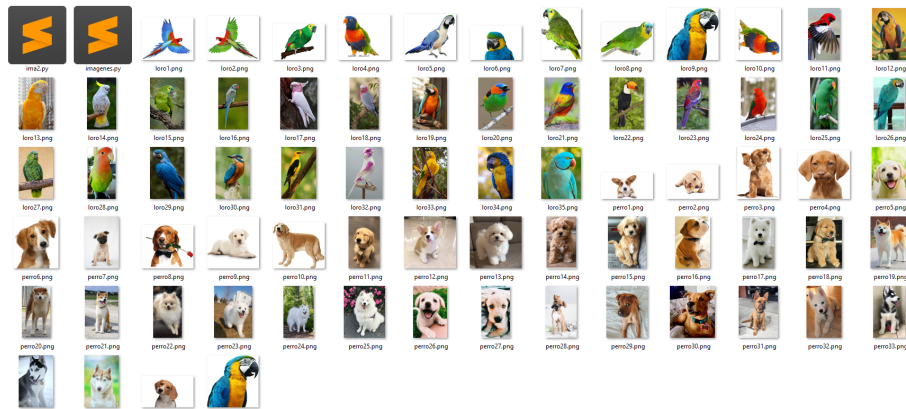 ima2.py imagenes.py loro1.png loro2.png loro3.png loro4.png loro5.png loro6.png loro7.png loro8.png loro9.png loro10.png loro11.png loro12.png
loro13.png loro14.png loro15.png loro16.png loro17.png loro18.png loro19.png loro20.png loro21.png loro22.png loro23.png loro24.png loro25.png loro26.png
loro27.png loro28.png loro29.png loro30.png loro31.png loro32.png loro33.png loro34.png loro35.png perro1.png perro2.png perro3.png perro4.png perro5.png
perro6.png perro7.png perro8.png perro9.png perro10.png perro11.png perro12.png perro13.png perro14.png perro15.png perro16.png perro17.png perro18.png perro19.png
perro20.png perro21.png perro22.png perro23.png perro24.png perro25.png perro26.png perro27.png perro28.png perro29.png perro30.png perro31.png perro32.png perro33.png